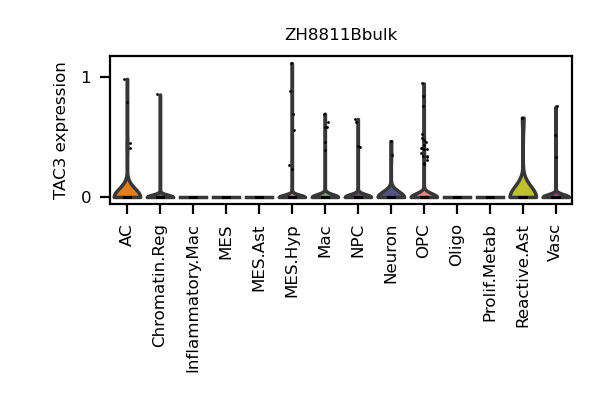 ZH8811Bbulk
TAC3 expression
1
0
AC
Chromatin.Reg
Inflammatory.Mac
MES
MES.Ast
MES.Hyp
Mac
NPC
Neuron
OPC
Oligo
Prolif.Metab
Reactive.Ast
Vasc